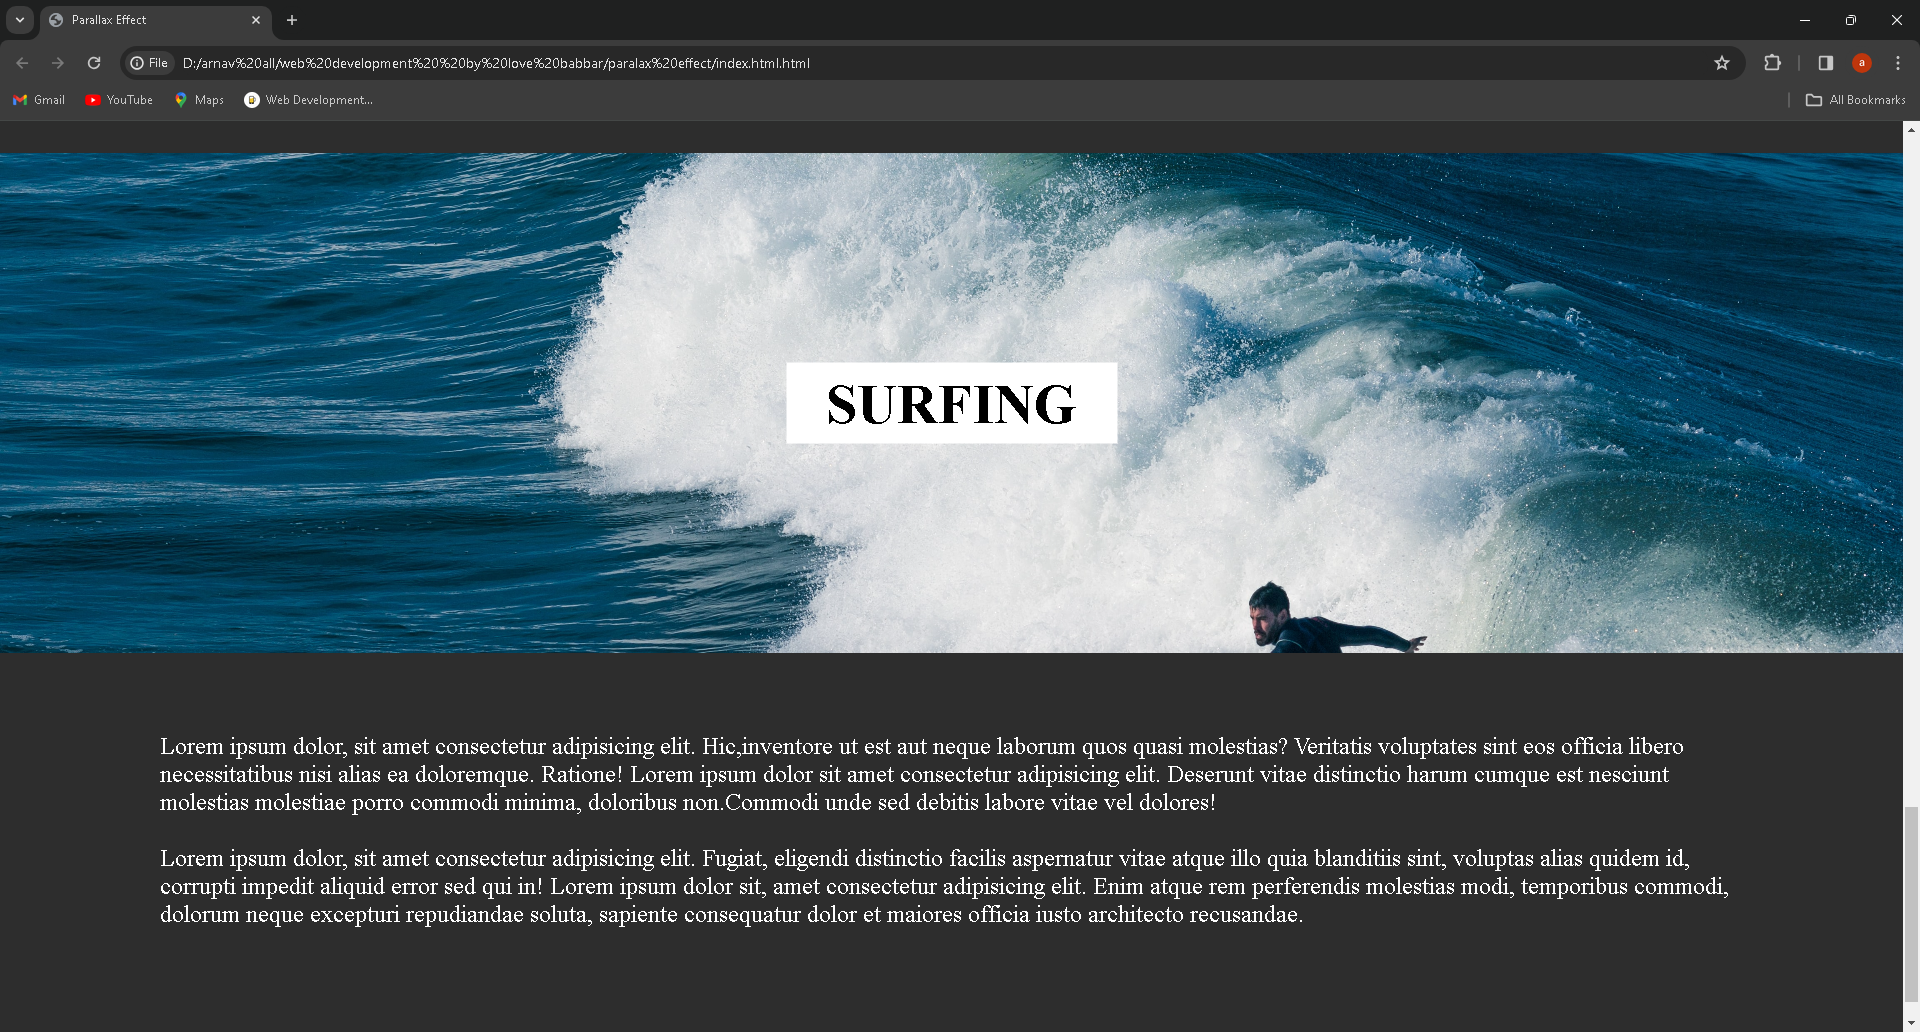 Parallax Effect
File D:/arnav%20all/web%20development%20%20by%20love%20babbar/paralax%20effect/index.html.html
a
Gmail YouTube Maps Web Development... All Bookmarks
SURFING
Lorem ipsum dolor, sit amet consectetur adipisicing elit. Hic,inventore ut est aut neque laborum quos quasi molestias? Veritatis voluptates sint eos officia libero
necessitatibus nisi alias ea doloremque. Ratione! Lorem ipsum dolor sit amet consectetur adipisicing elit. Deserunt vitae distinctio harum cumque est nesciunt
molestias molestiae porro commodi minima, doloribus non.Commodi unde sed debitis labore vitae vel dolores!
Lorem ipsum dolor, sit amet consectetur adipisicing elit. Fugiat, eligendi distinctio facilis aspernatur vitae atque illo quia blanditiis sint, voluptas alias quidem id,
corrupti impedit aliquid error sed qui in! Lorem ipsum dolor sit, amet consectetur adipisicing elit. Enim atque rem perferendis molestias modi, temporibus commodi,
dolorum neque excepturi repudiandae soluta, sapiente consequatur dolor et maiores officia iusto architecto recusandae.